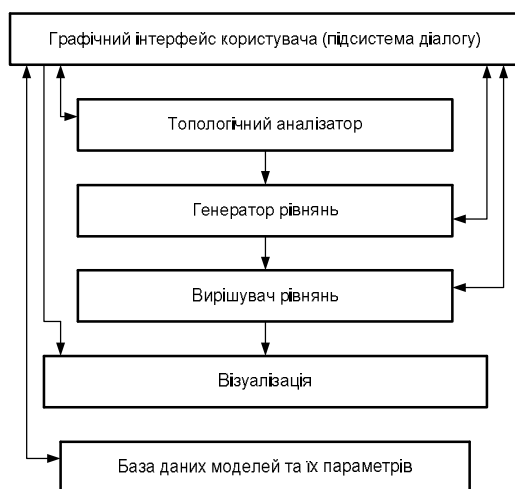 Графічний інтерфейс користувача (підсистема діалогу)
Топологічний аналізатор
Генератор рівнянь
Вирішувач рівнянь
Візуалізація
База даних моделей та їх параметрів